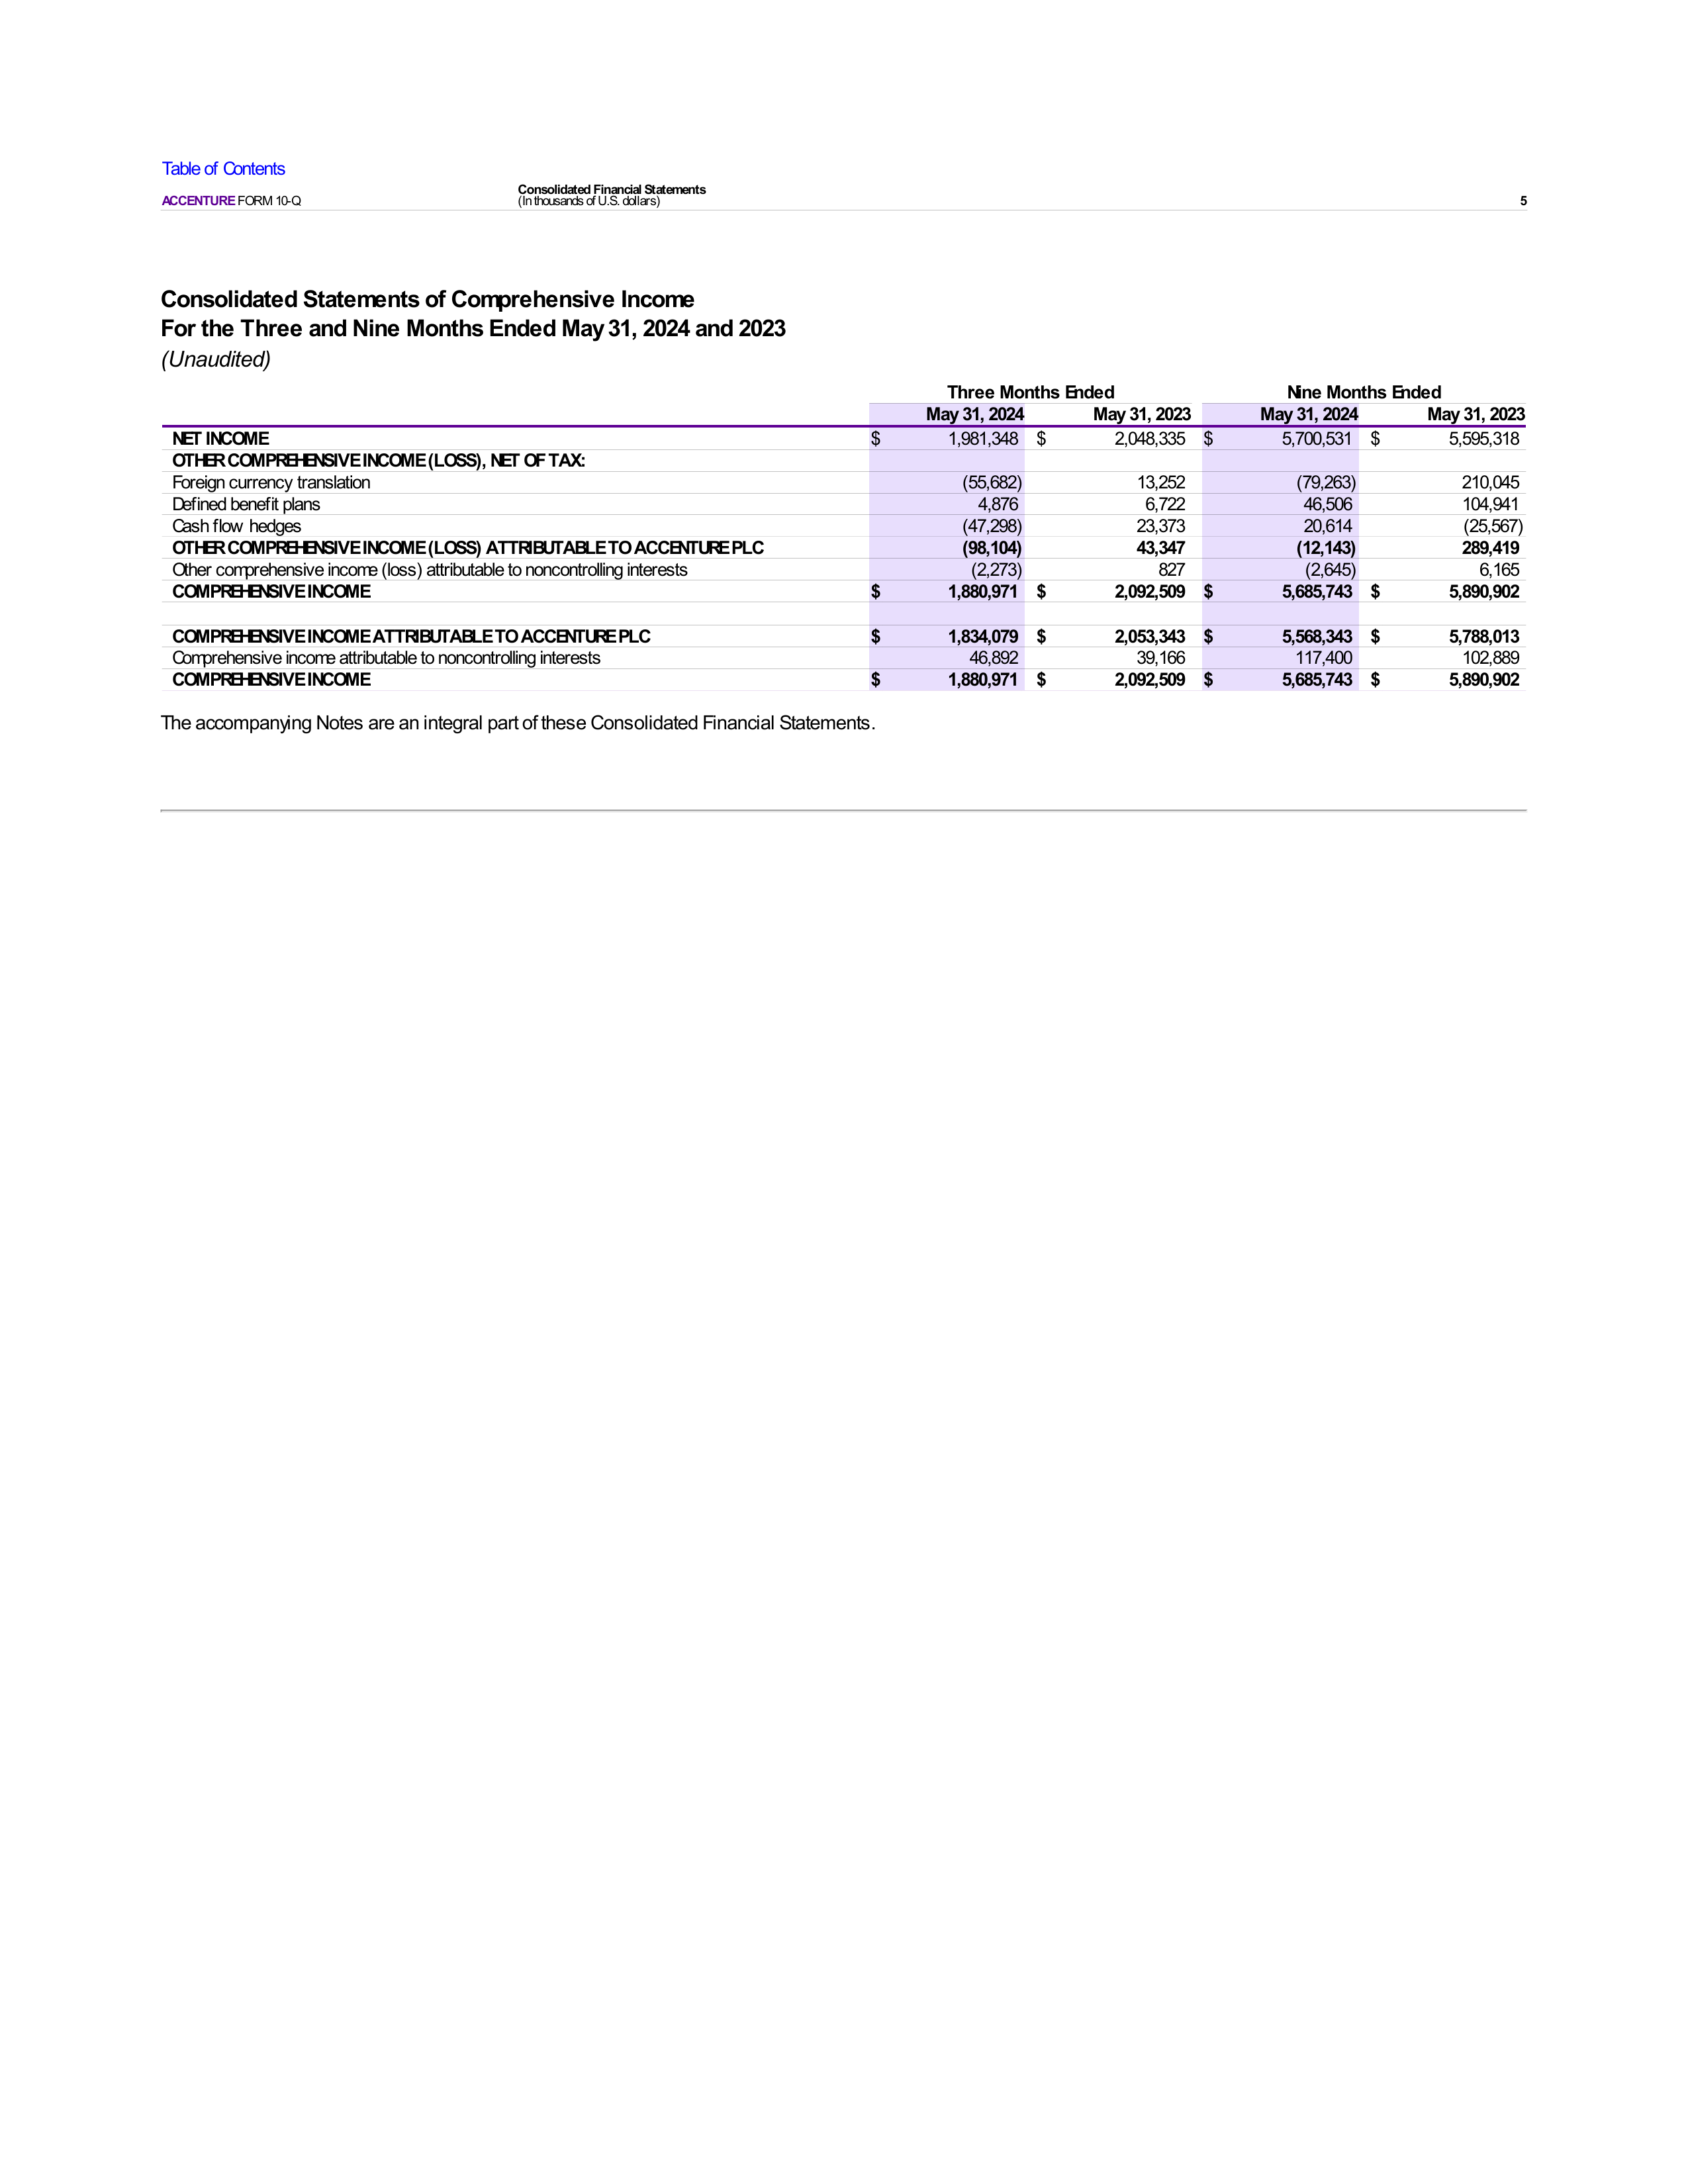 Table of Contents
Consolidated Financial Statements
ACCENTURE FORM 10-Q (In thousands of U.S. dollars) 5
Consolidated Statements of Comprehensive Income
For the Three and Nine Months Ended May 31, 2024 and 2023
(Unaudited)
Three Months Ended Nine Months Ended
May 31, 2024 May 31, 2023 May 31, 2024 May 31, 2023
NET INCOME $ 1,981,348 $ 2,048,335 $ 5,700,531 $ 5,595,318
OTHER COMPREHENSIVE INCOME (LOSS), NET OF TAX:
Foreign currency translation (55,682) 13,252 (79,263) 210,045
Defined benefit plans 4,876 6,722 46,506 104,941
Cash flow hedges (47,298) 23,373 20,614 (25,567)
OTHER COMPREHENSIVE INCOME (LOSS) ATTRIBUTABLE TO ACCENTURE PLC (98,104) 43,347 (12,143) 289,419
Other comprehensive income (loss) attributable to noncontrolling interests (2,273) 827 (2,645) 6,165
COMPREHENSIVE INCOME $ 1,880,971 $ 2,092,509 $ 5,685,743 $ 5,890,902
COMPREHENSIVE INCOME ATTRIBUTABLE TO ACCENTURE PLC $ 1,834,079 $ 2,053,343 $ 5,568,343 $ 5,788,013
Comprehensive income attributable to noncontrolling interests 46,892 39,166 117,400 102,889
COMPREHENSIVE INCOME $ 1,880,971 $ 2,092,509 $ 5,685,743 $ 5,890,902
The accompanying Notes are an integral part of these Consolidated Financial Statements.